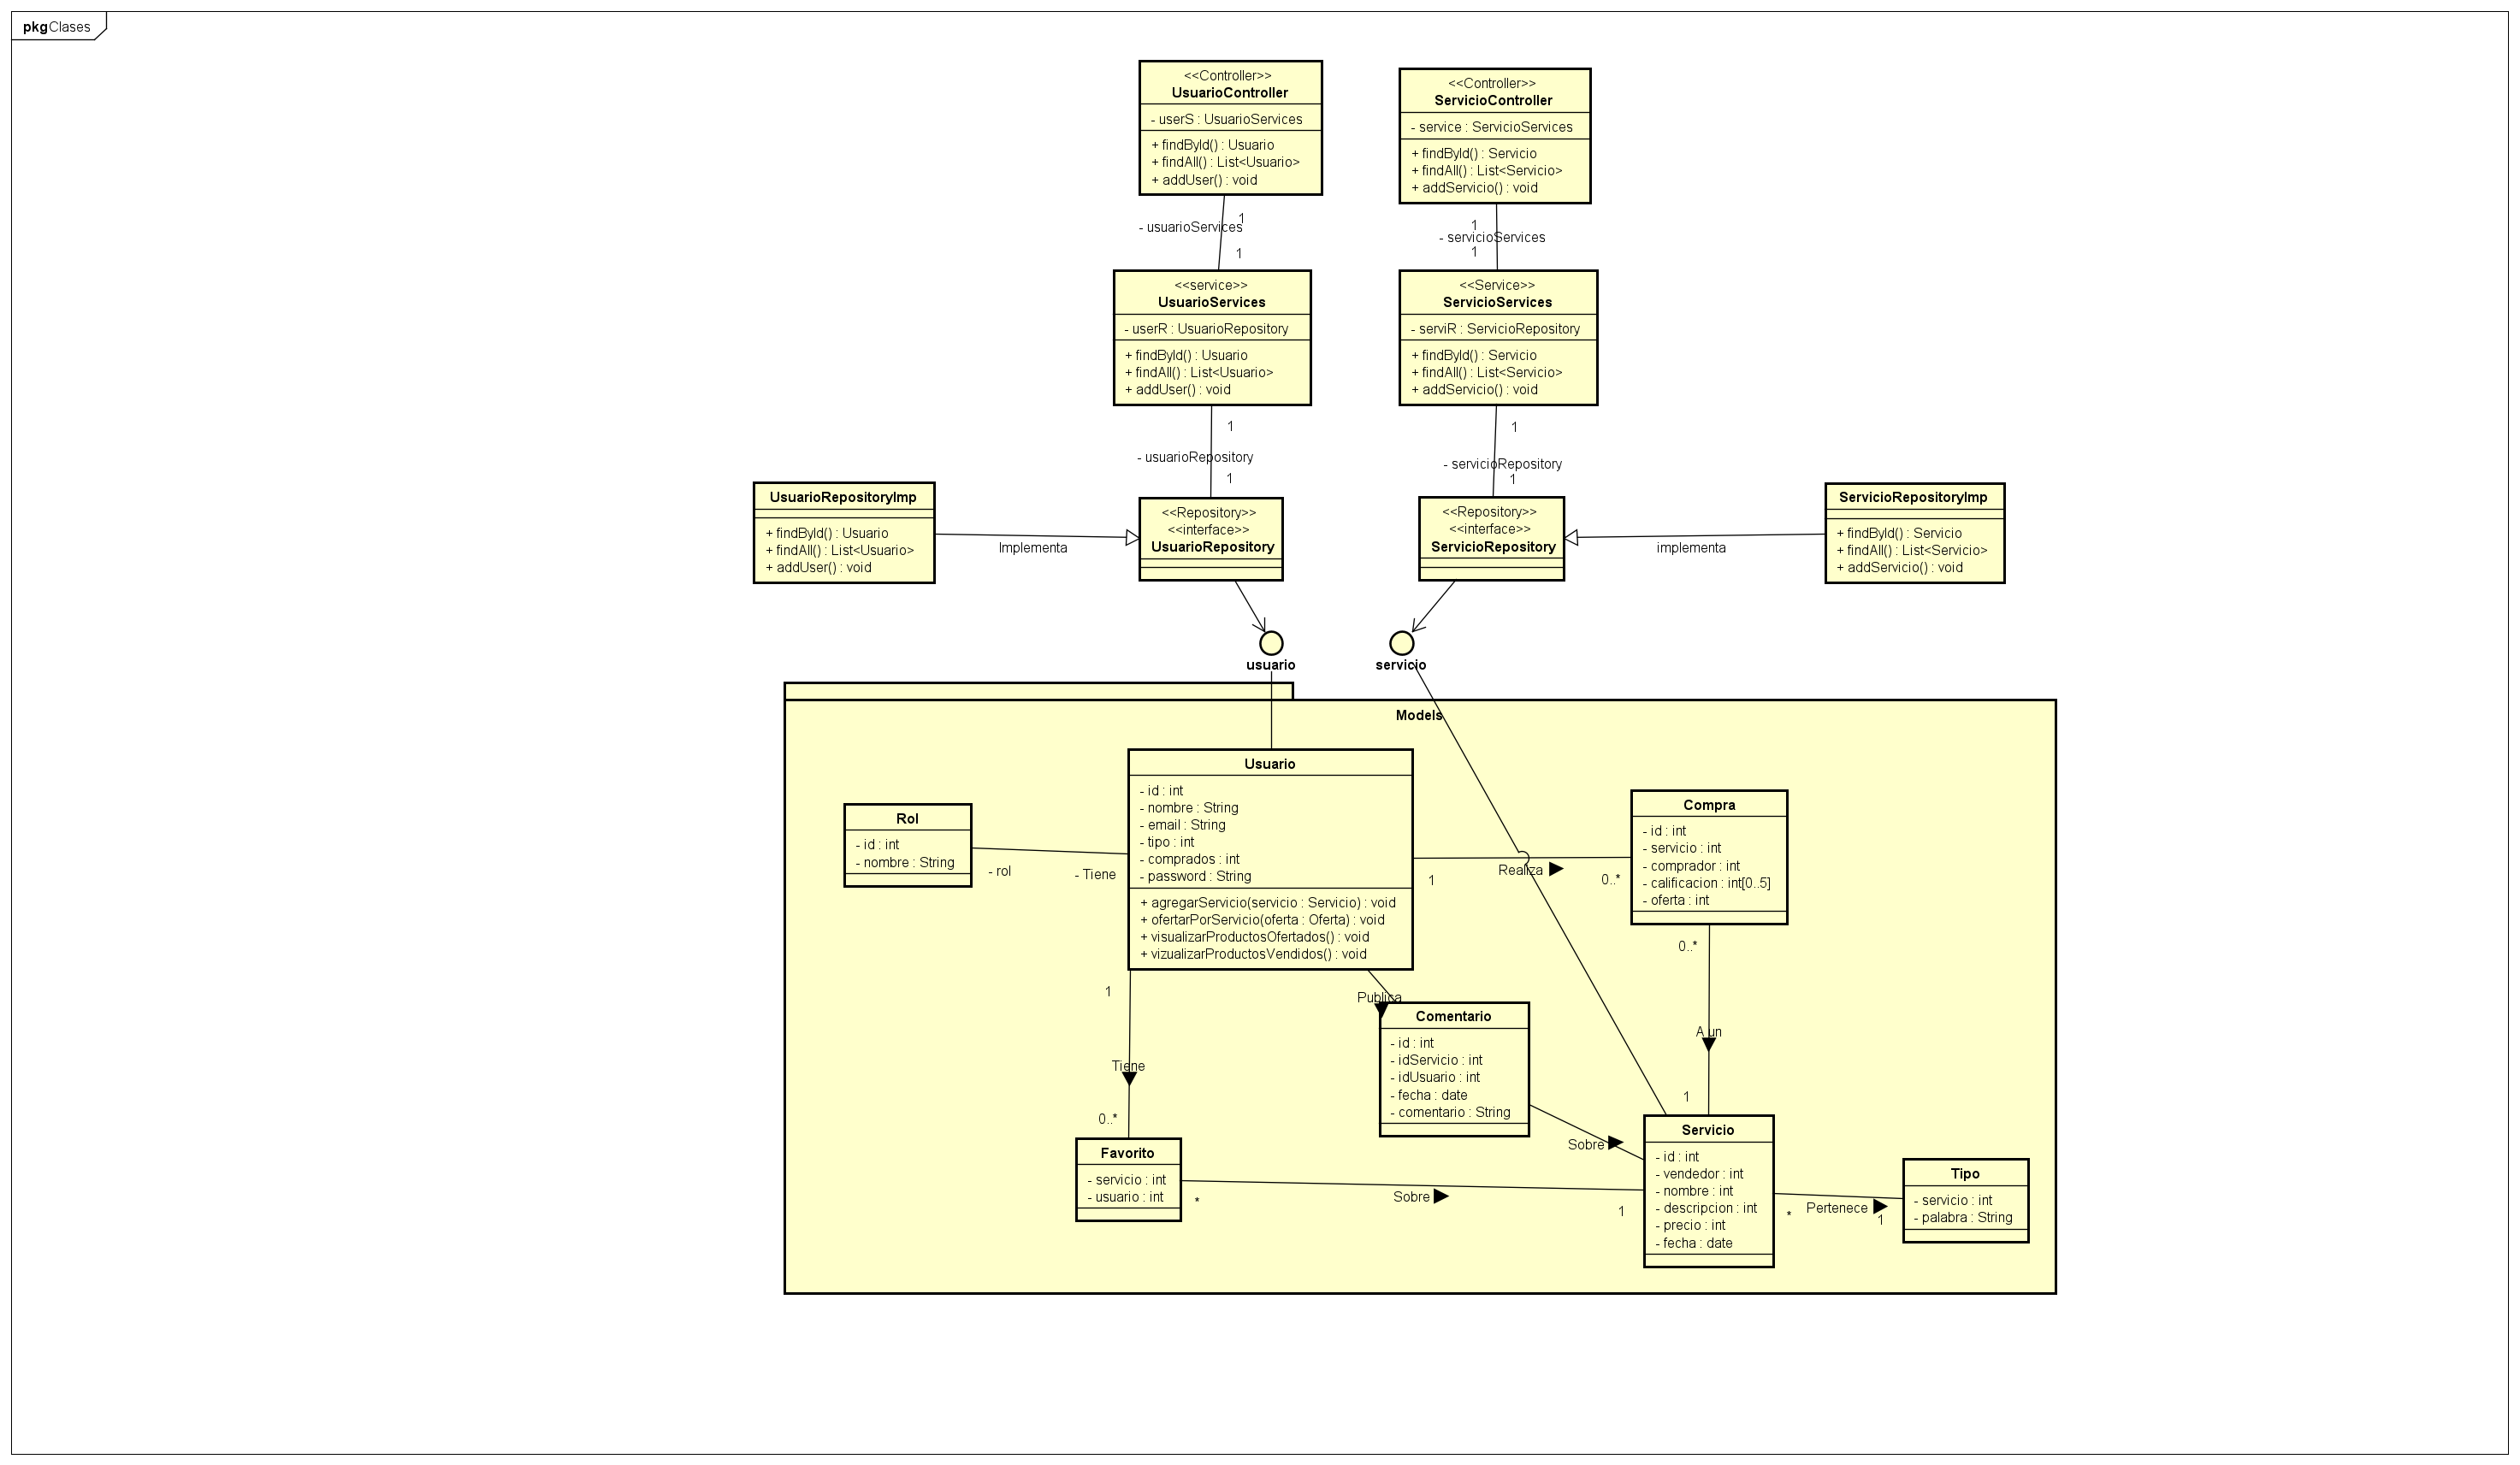 pkg Clases
<<Controller>>
UsuarioController
- userS : UsuarioServices
+ findById() : Usuario
+ findAll() : List<Usuario>
+ addUser() : void
<<Controller>>
ServicioController
- service : ServicioServices
+ findById() : Servicio
+ findAll() : List<Servicio>
+ addServicio() : void
1
- usuarioServices
1
1
- servicioServices
1
<<service>>
UsuarioServices
- userR : UsuarioRepository
+ findById() : Usuario
+ findAll() : List<Usuario>
+ addUser() : void
<<Service>>
ServicioServices
- serviR : ServicioRepository
+ findById() : Servicio
+ findAll() : List<Servicio>
+ addServicio() : void
1
- usuarioRepository
1
1
- servicioRepository
1
UsuarioRepositoryImp
+ findById() : Usuario
+ findAll() : List<Usuario>
+ addUser() : void
Implementa
<<Repository>>
<<interface>>
UsuarioRepository
<<Repository>>
<<interface>>
ServicioRepository
implementa
ServicioRepositoryImp
+ findById() : Servicio
+ findAll() : List<Servicio>
+ addServicio() : void
usuario
servicio
Models
Rol
- id : int
- nombre : String
- rol
- Tiene
Usuario
- id : int
- nombre : String
- email : String
- tipo : int
- comprados : int
- password : String
+ agregarServicio(servicio : Servicio) : void
+ ofertarPorServicio(oferta : Oferta) : void
+ visualizarProductosOfertados() : void
+ vizualizarProductosVendidos() : void
1
Realiza
0..*
Compra
- id : int
- servicio : int
- comprador : int
- calificacion : int[0..5]
- oferta : int
0..*
A un
1
1
Tiene
0..*
Publica
Comentario
- id : int
- idServicio : int
- idUsuario : int
- fecha : date
- comentario : String
Sobre
Favorito
- servicio : int
- usuario : int
*
Sobre
1
Servicio
- id : int
- vendedor : int
- nombre : int
- descripcion : int
- precio : int
- fecha : date
*
Pertenece
1
Tipo
- servicio : int
- palabra : String